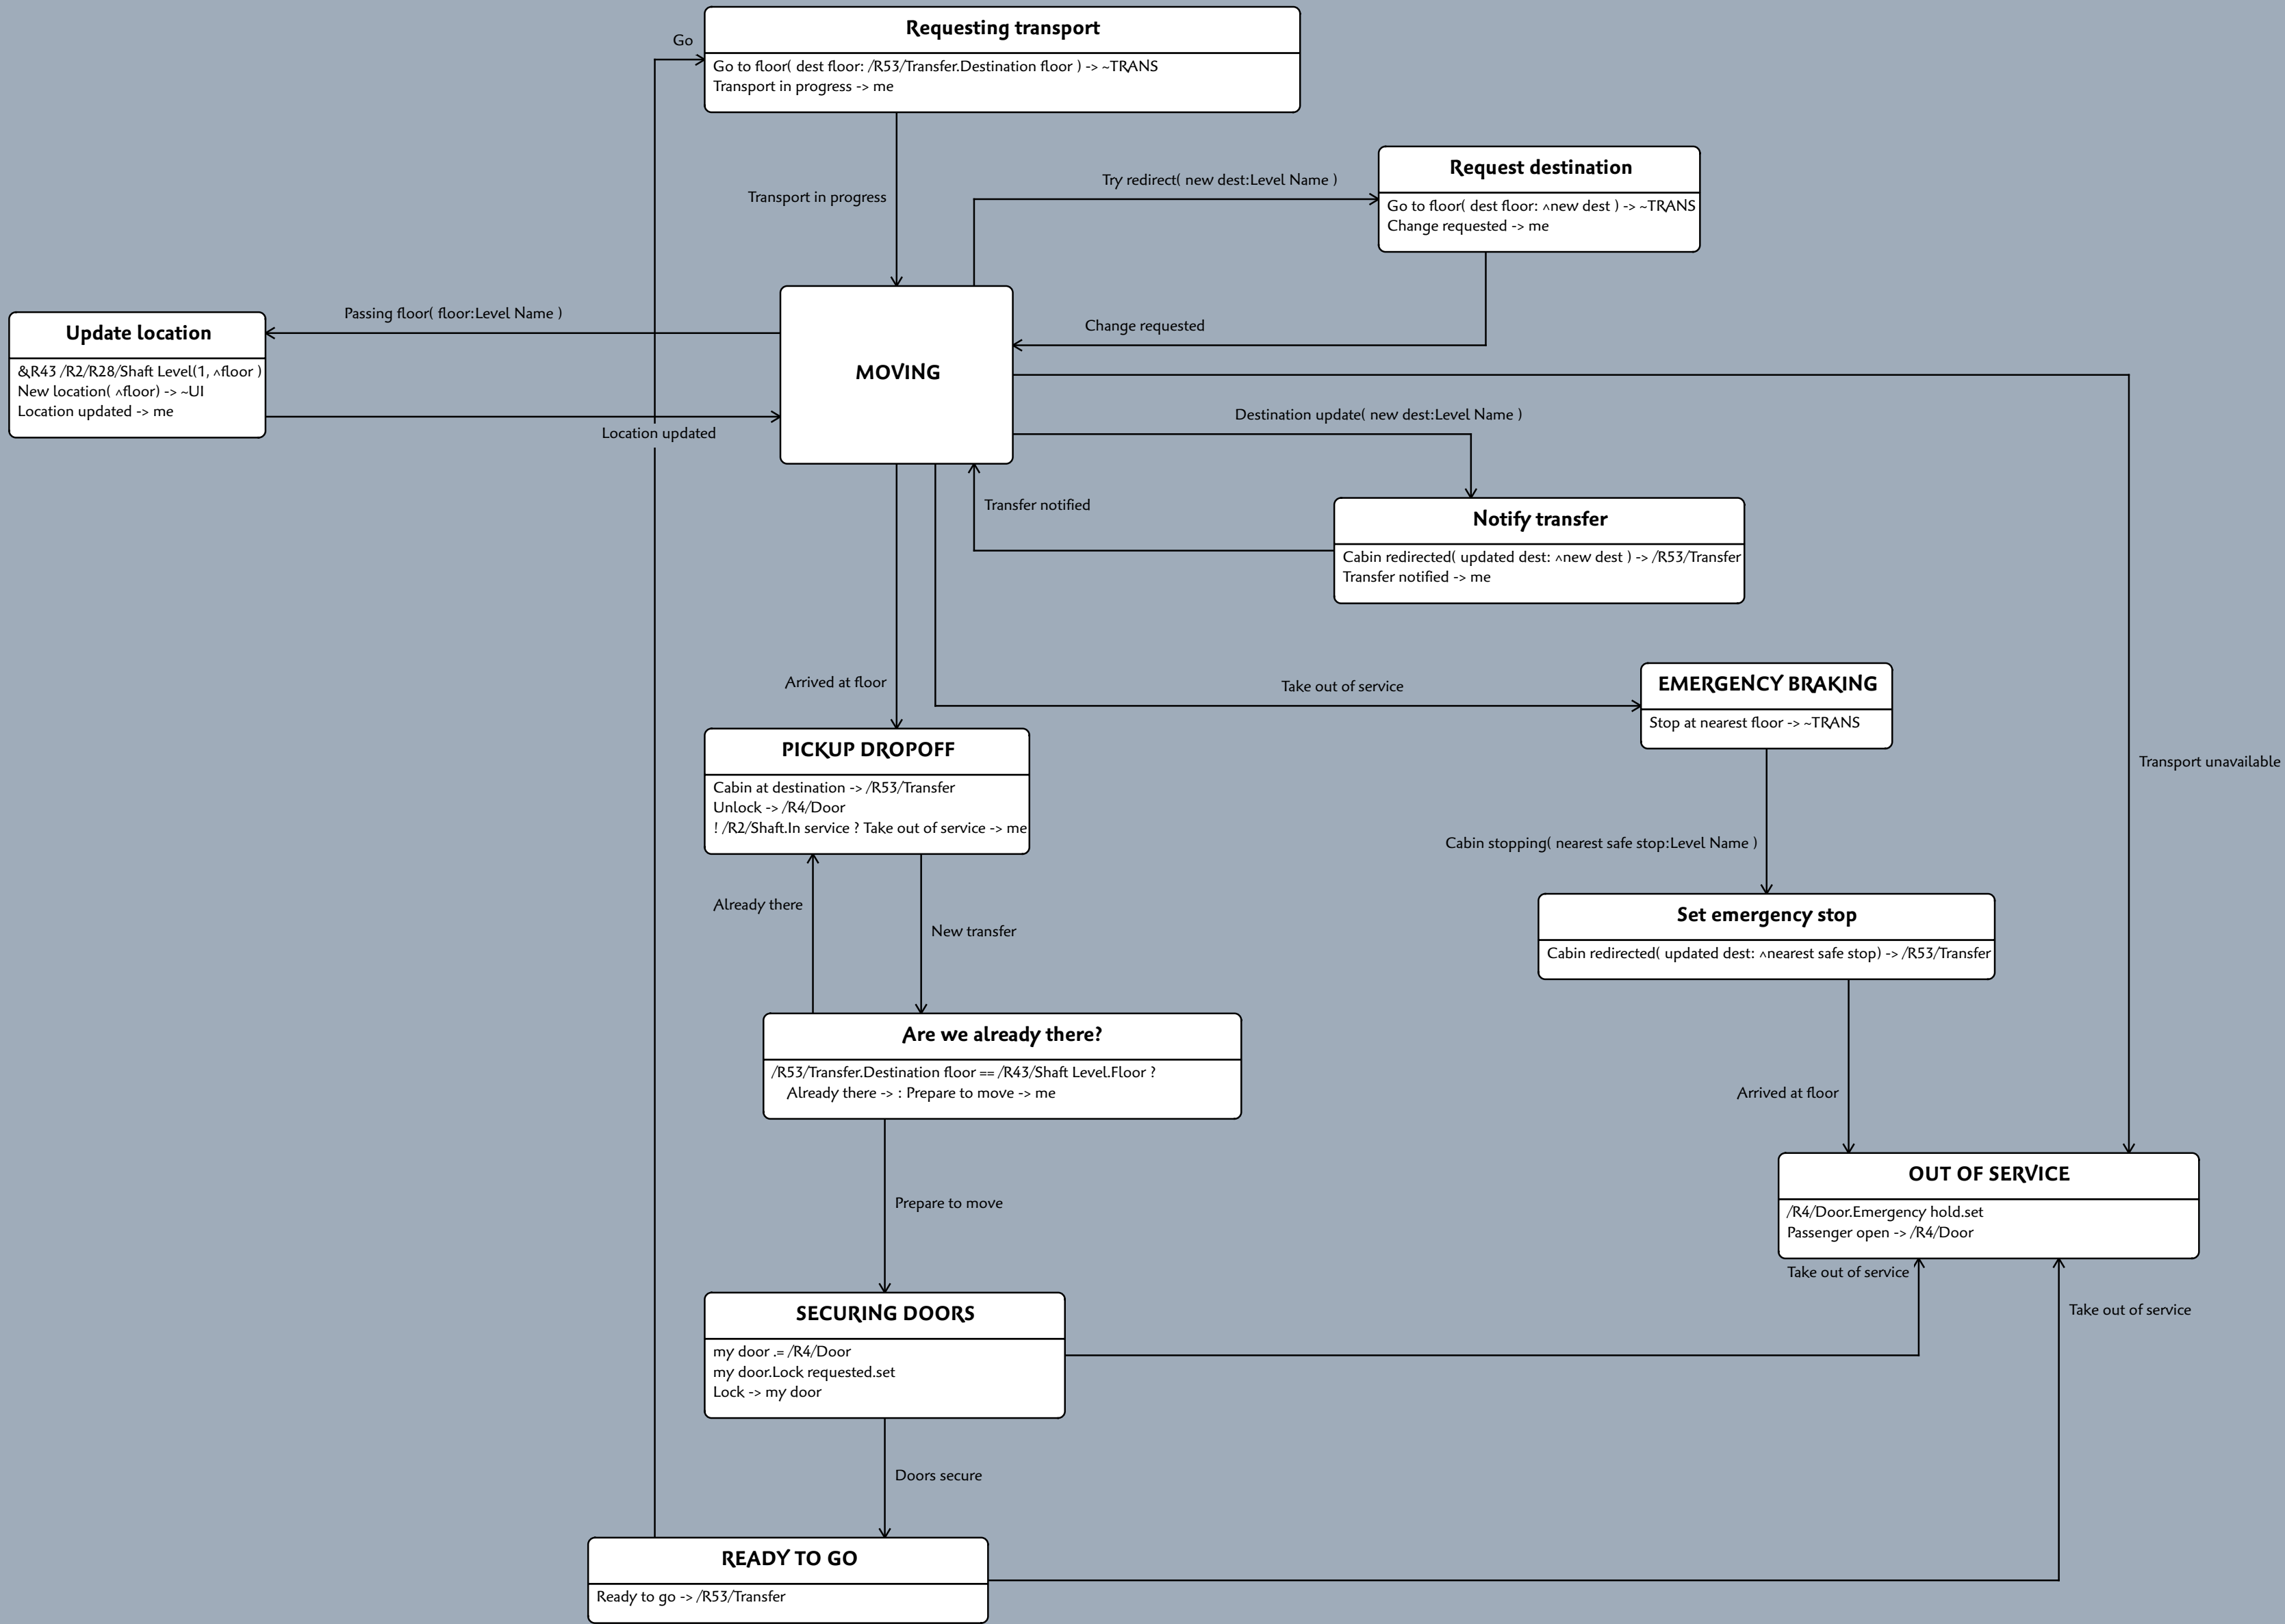 Requesting transport
Go
Go to floor( dest floor: /R53/Transfer.Destination floor ) -> ~TRANS
Transport in progress -> me
Request destination
Try redirect( new dest:Level Name )
Transport in progress
Go to floor( dest floor: ^new dest ) -> ~TRANS
Change requested -> me
Passing floor( floor:Level Name )
Change requested
Update location
&R43 /R2/R28/Shaft Level(1, ^floor )
New location( ^floor) -> ~UI
Location updated -> me
MOVING
Destination update( new dest:Level Name )
Location updated
Transfer notified
Notify transfer
Cabin redirected( updated dest: ^new dest ) -> /R53/Transfer
Transfer notified -> me
Arrived at floor
Take out of service
EMERGENCY BRAKING
Stop at nearest floor -> ~TRANS
PICKUP DROPOFF
Cabin at destination -> /R53/Transfer
Unlock -> /R4/Door
! /R2/Shaft.In service ? Take out of service -> me
Transport unavailable
Cabin stopping( nearest safe stop:Level Name )
Already there
New transfer
Set emergency stop
Cabin redirected( updated dest: ^nearest safe stop) -> /R53/Transfer
Are we already there?
/R53/Transfer.Destination floor == /R43/Shaft Level.Floor ?
Already there -> : Prepare to move -> me
Arrived at floor
OUT OF SERVICE
/R4/Door.Emergency hold.set
Passenger open -> /R4/Door
Prepare to move
Take out of service
Take out of service
SECURING DOORS
my door .= /R4/Door
my door.Lock requested.set
Lock -> my door
Doors secure
READY TO GO
Ready to go -> /R53/Transfer